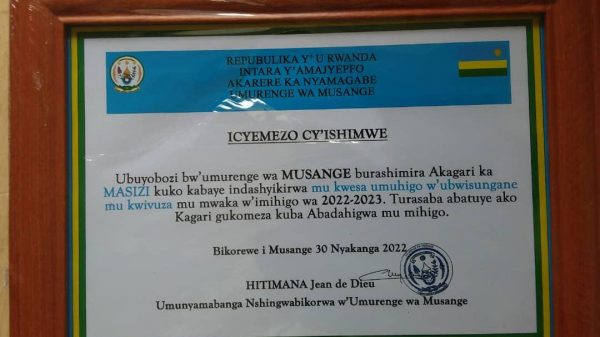 REPUBULIKA Y' U RWANDA
INTARA Y'AMAJYEPFO
AKARERE KA NYAMAGABE
UMURENGE WA MUSANGE
ICYEMEZO CY'ISHIMWE
Ubuyobozi bw'umurenge wa MUSANGE burashimira Akagari ka
MASIZI kuko kabaye indashyikirwa mu kwesa umuhigo w'ubwisungane
mu kwivuza mu mwaka w'imihigo wa 2022-2023. Turasaba abatuye ako
Kagari gukomeza kuba Abadahigwa mu mihigo.
Bikorewe i Musange 30 Nyakanga 2022
HITIMANA Jean de Dieu
Umunyamabanga Nshingwabikorwa w'Umurenge wa Musange